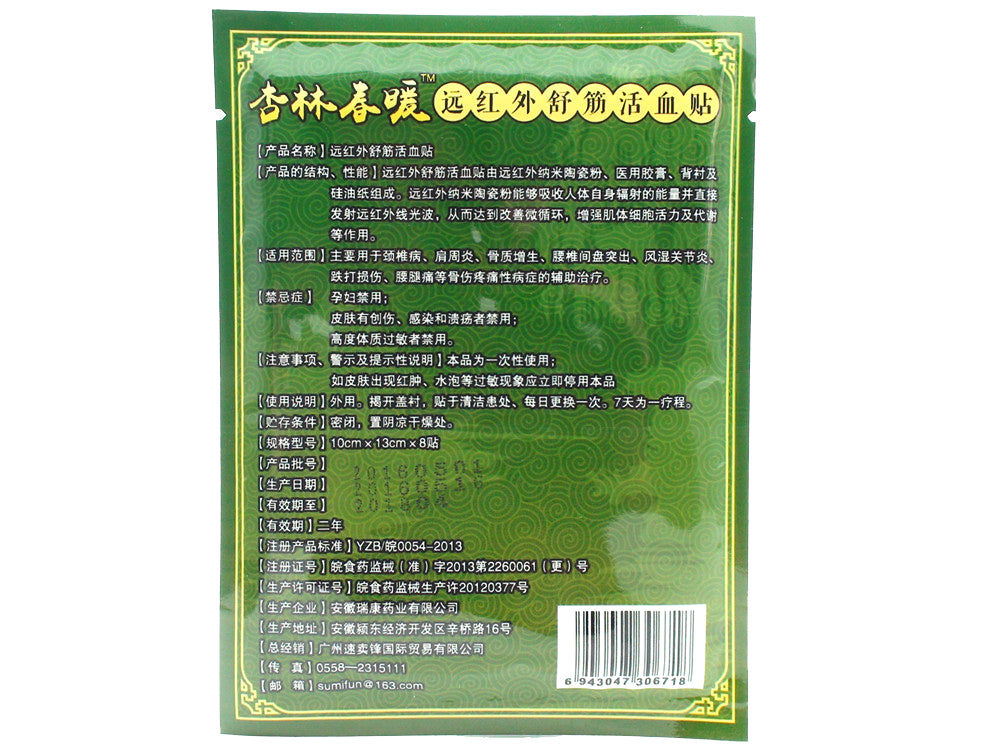 杏林春暖™远红外舒筋活血贴
【产品名称】远红外舒筋活血贴
【产品的结构、性能】远红外舒筋活血贴由远红外纳米陶瓷粉、医用胶膏、背衬及
硅油纸组成。远红外纳米陶瓷粉能够吸收人体自身辐射的能量并直接
发射远红外线光波，从而达到改善微循环，增强肌体细胞活力及代谢
等作用。
【适用范围】主要用于颈椎病、肩周炎、骨质增生、腰椎间盘突出、风湿关节炎、
跌打损伤、腰腿痛等骨伤疼痛性病症的辅助治疗。
【禁忌症】孕妇禁用；
皮肤有创伤、感染和溃疡者禁用；
高度体质过敏者禁用。
【注意事项、警示及提示性说明】本品为一次性使用；
如皮肤出现红肿、水泡等过敏现象应立即停用本品
【使用说明】外用。揭开盖衬，贴于清洁患处、每日更换一次。7天为一疗程。
【贮存条件】密闭，置阴凉干燥处。
【规格型号】10cm×13cm×8贴
【产品批号】20160501
【生产日期】
【有效期至】201804
【有效期】二年
【注册产品标准】YZB/皖0054-2013
【注册证号】皖食药监械（准）字2013第2260061（更）号
【生产许可证号】皖食药监械生产许20120377号
【生产企业】安徽瑞康药业有限公司
【生产地址】安徽颍东经济开发区辛桥路16号
【总经销】广州速卖锋国际贸易有限公司
【传 真】0558—2315111
【邮 箱】sumifun@163.com
6 943047 306718